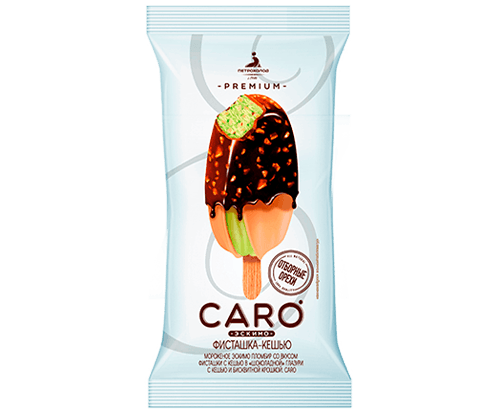 ПЕТРОХОЛОД
PREMIUM
ОТБОРНЫЕ
ОРЕХИ
CARO
ЭСКИМО
ФИСТАШКА-КЕШЬЮ
МОРОЖЕНОЕ ЭСКИМО ПЛОМБИР СО ВКУСОМ
ФИСТАШКИ С КЕШЬЮ В «ШОКОЛАДНОЙ» ГЛАЗУРИ
С КЕШЬЮ И БИСКВИТНОЙ КРОШКОЙ, CARO